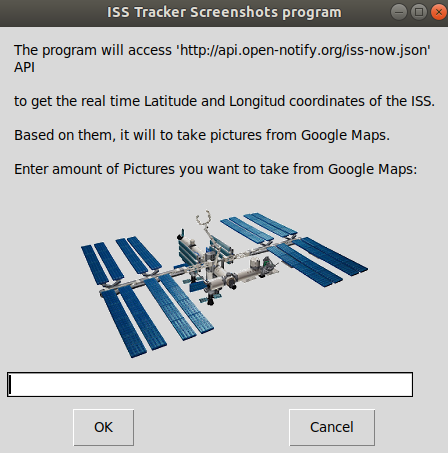 ISS Tracker Screenshots program
The program will access 'http://api.open-notify.org/iss-now.json'
API
to get the real time Latitude and Longitud coordinates of the ISS.
Based on them, it will to take pictures from Google Maps.
Enter amount of Pictures you want to take from Google Maps:
OK
Cancel